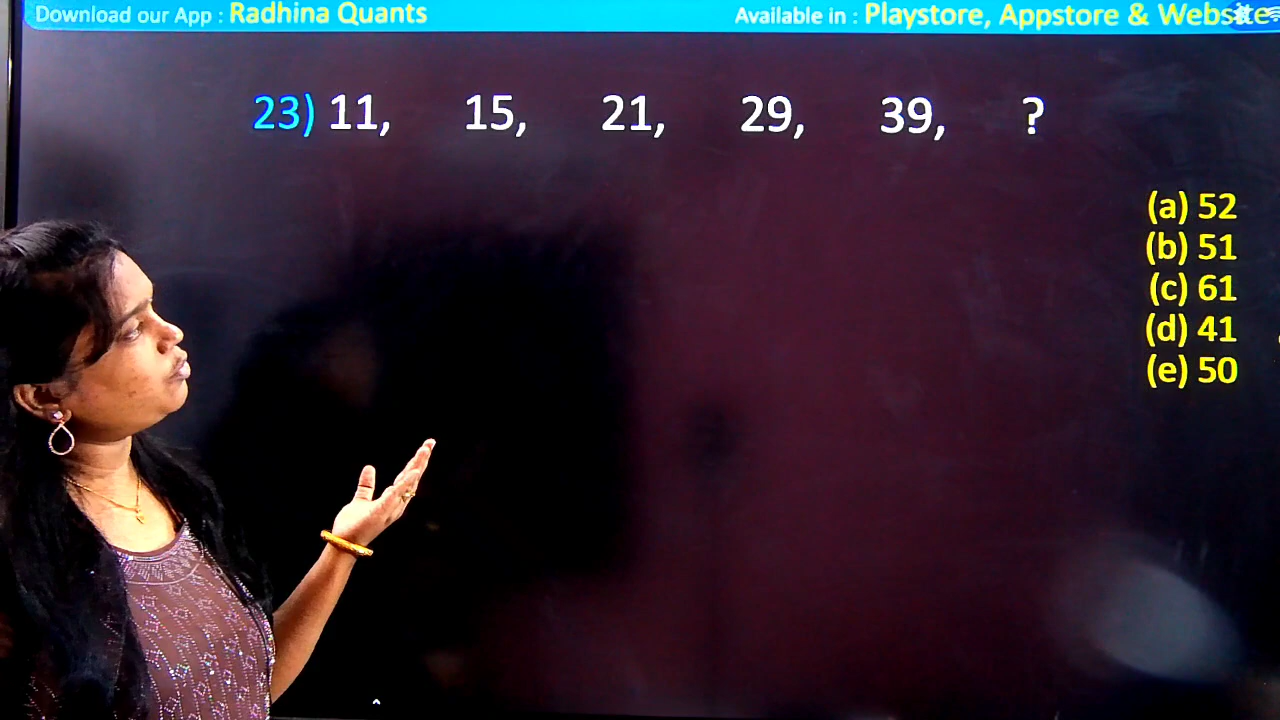 Download our App : Radhina Quants Available in : Playstore, Appstore & Website
23) 11, 15, 21, 29, 39, ?
(a) 52
(b) 51
(c) 61
(d) 41
(e) 50